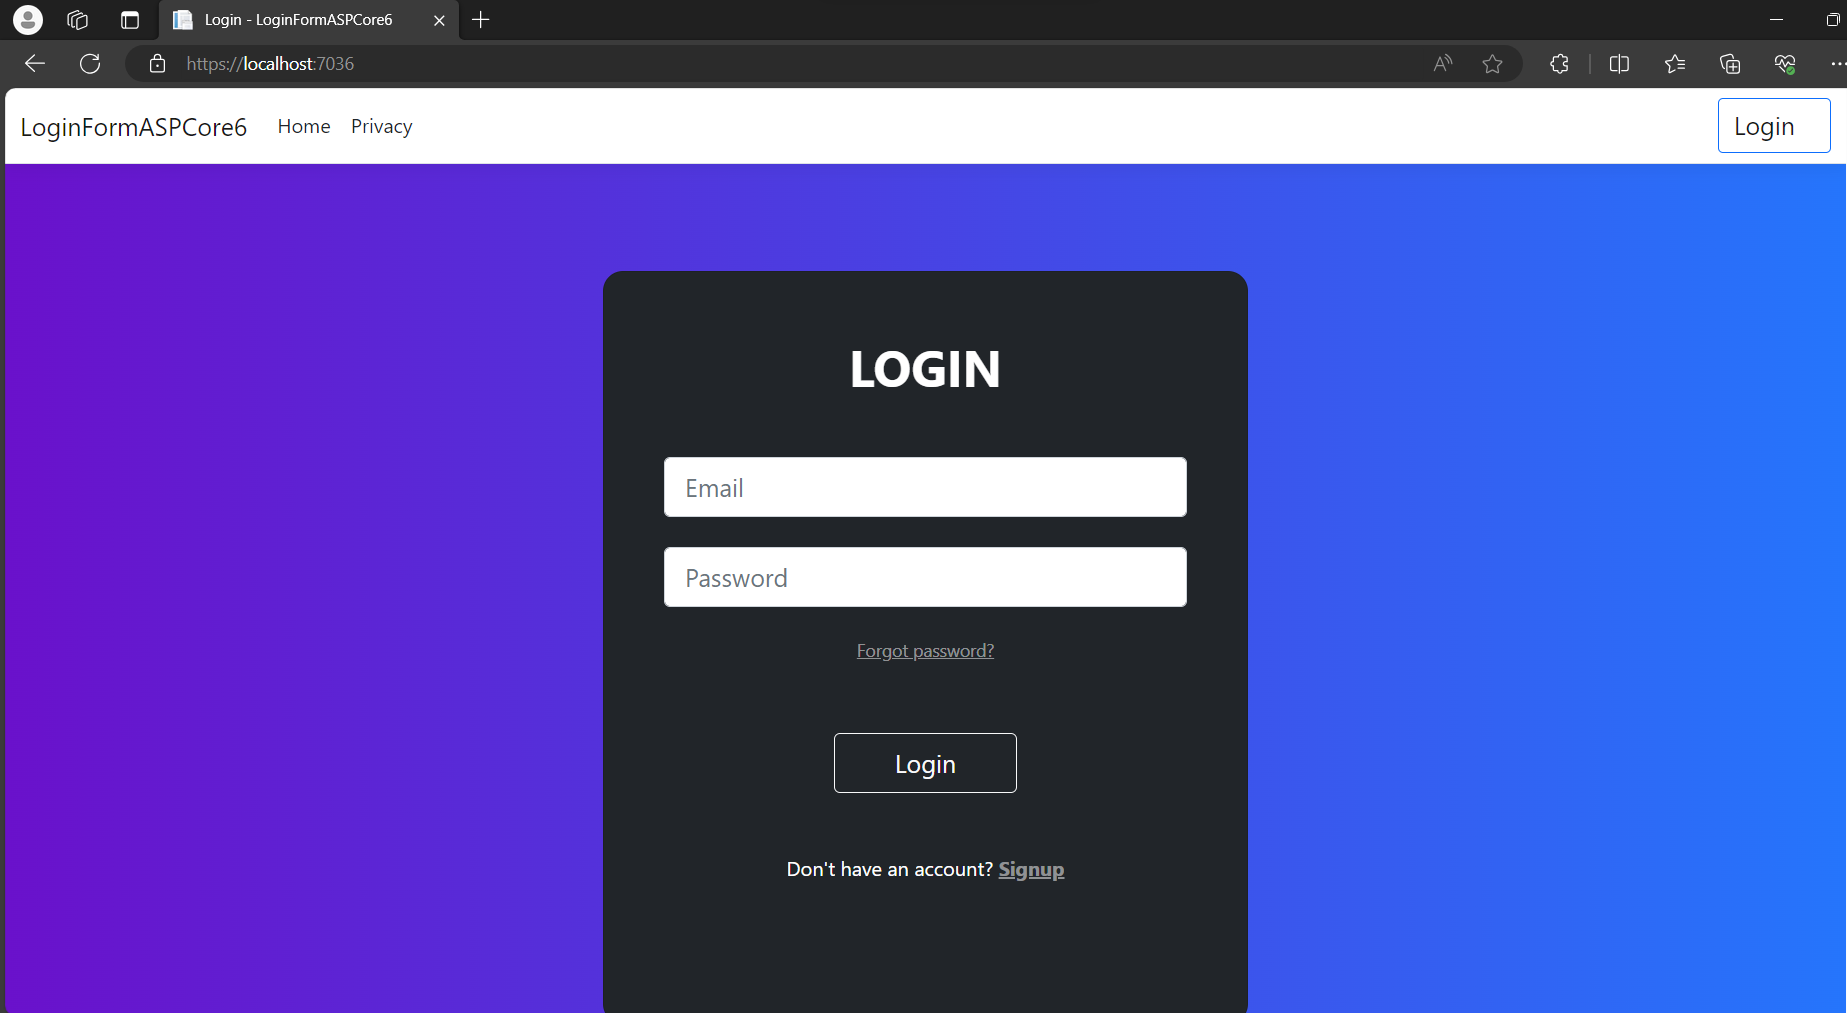 Login - LoginFormASPCore6
https://localhost:7036
LoginFormASPCore6 Home Privacy Login
LOGIN
Email
Password
Forgot password?
Login
Don't have an account? Signup